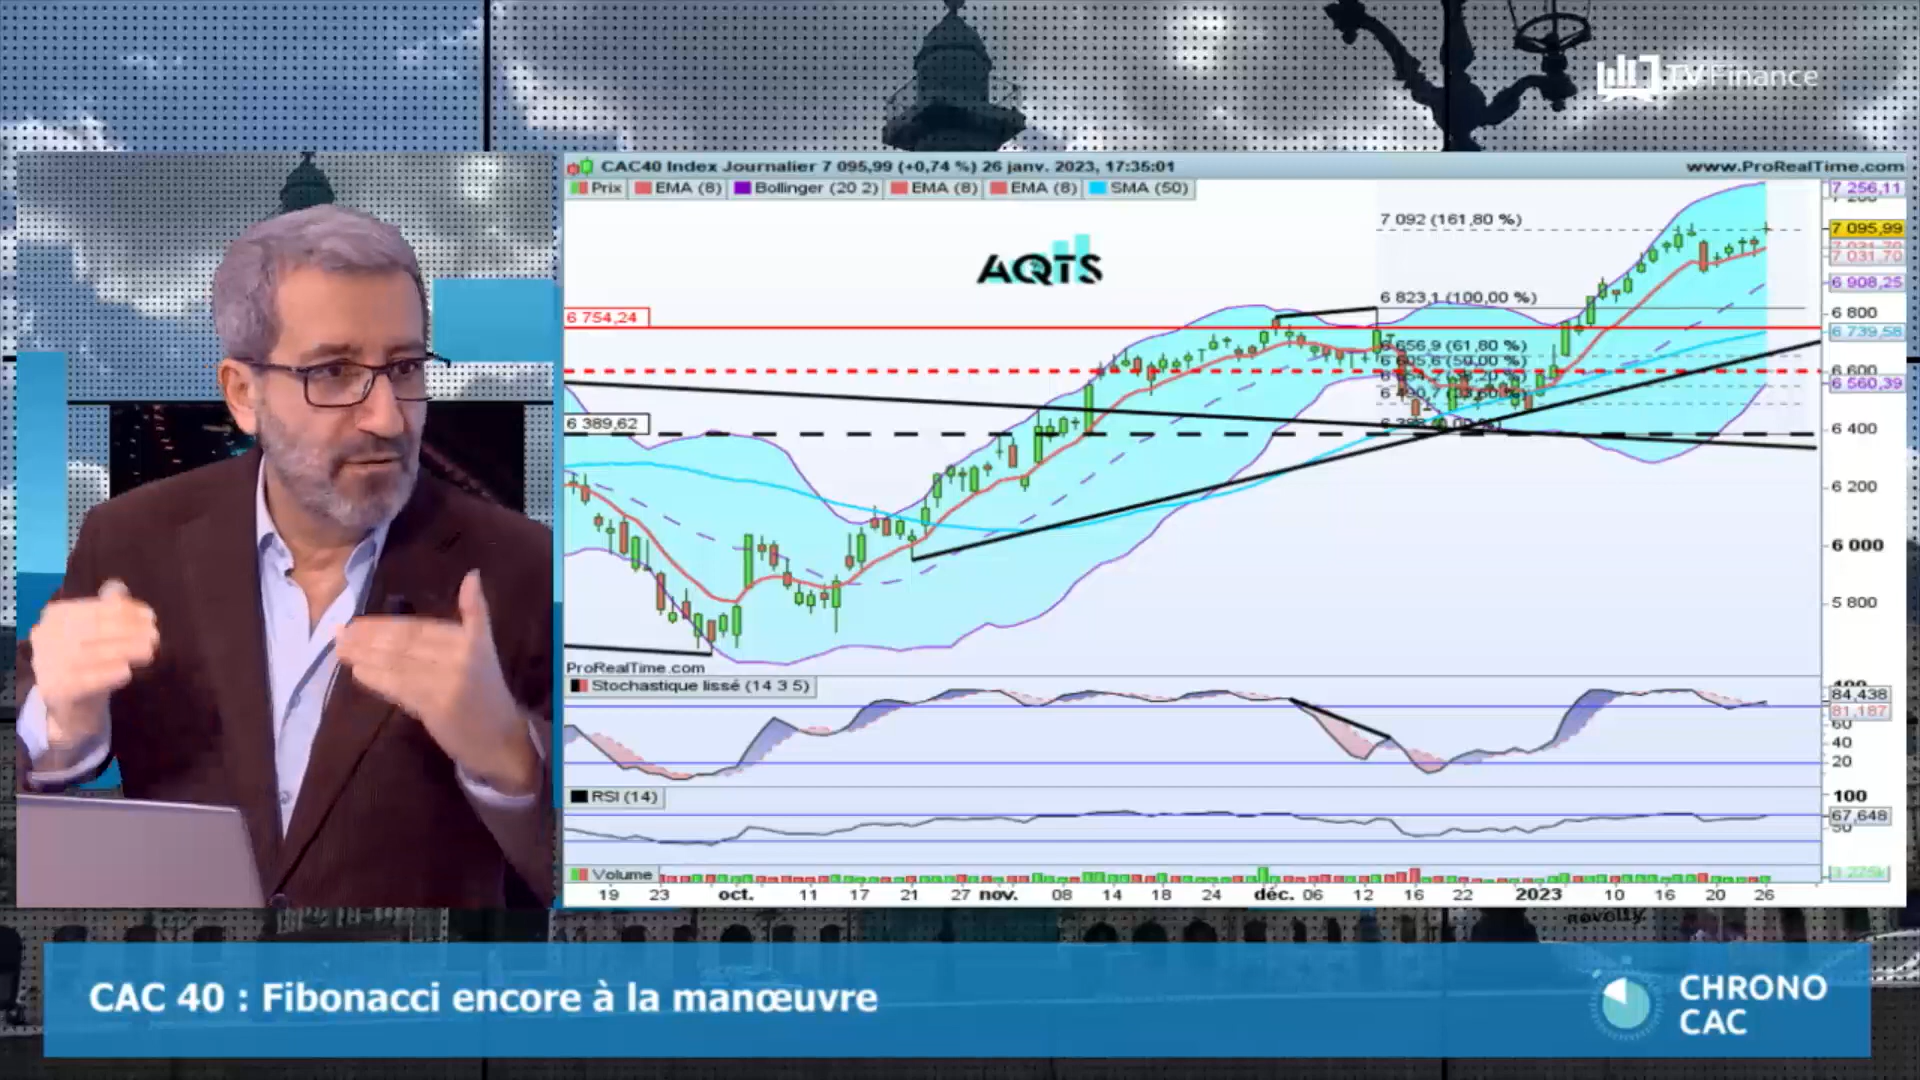 TV Finance
CAC40 Index Journalier 7 095,99 (+0,74 %) 26 janv. 2023, 17:35:01
www.ProRealTime.com
Prix EMA (8) Bollinger (20 2) EMA (8) EMA (8) SMA (50)
7 256,11
7 092 (161,80 %)
7 095,99
7 031,70
AQTS
6 908,25
6 823,1 (100,00 %)
6 754,24
6 800
6 739,58
6 656,9 (61,80 %)
6 605,6 (50,00 %)
6 600
6 560,39
6 389,62
6 400
6 200
6 000
5 800
ProRealTime.com
Stochastique lissé (14 3 5)
84,438
81,187
60
40
20
RSI (14)
100
67,648
50
Volume
19 23 oct. 11 17 21 27 nov. 08 14 18 24 déc. 06 12 16 22 2023 10 16 20 26
novelty.
CAC 40 : Fibonacci encore à la manœuvre
CHRONO
CAC